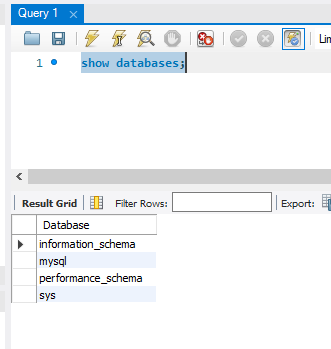 Query 1
Lin
1
show databases;
Result Grid
Filter Rows:
Export:
Database
information_schema
mysql
performance_schema
sys